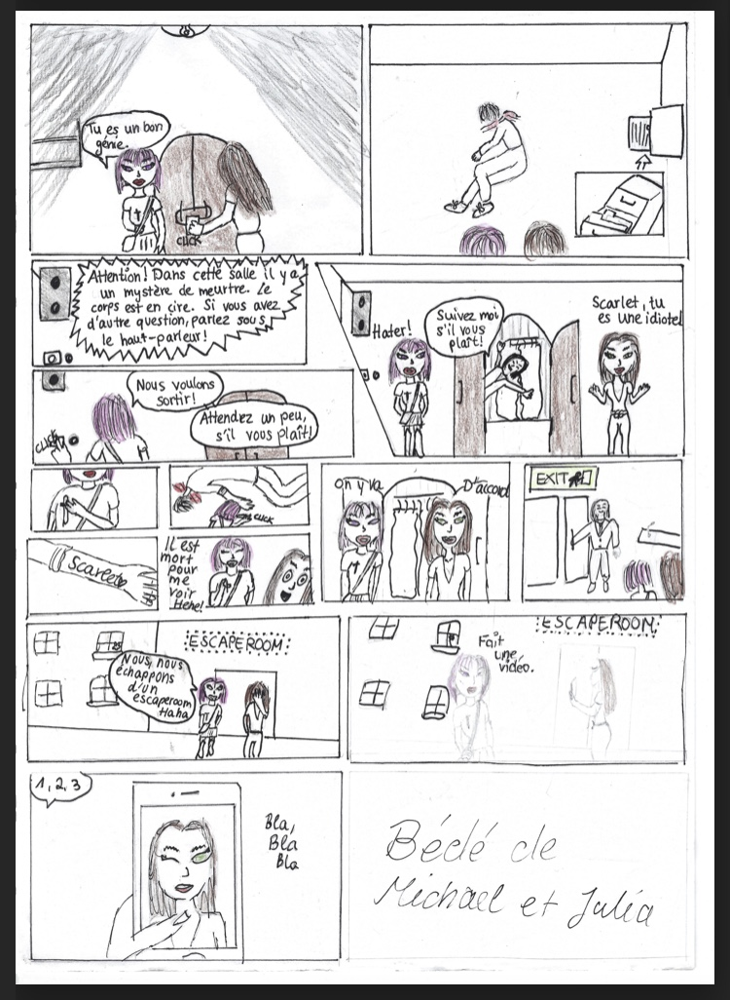 Tu es un bon
génie.
CLICK
Attention! Dans cette salle il y a
un mystère de meurtre. Le
corps est en cire. Si vous avez
d'autre question, parlez sous
le haut-parleur!
Hater!
Suivez moi
s'il vous
plaît!
Scarlet, tu
es une idiote!
Nous voulons
sortir!
Attendez un peu,
s'il vous plaît!
CLICK
CLICK
Scarlet
Il est
mort
pour
me
voir
Hehe!
on y va
D'accord
EXIT
ESCAPEROOM
Nous, nous
échappons
d'un
escaperoom
Haha
ESCAPEROOM
Fait
une
vidéo.
1, 2, 3
Bla,
Bla
Bla
Bédé de
Michael et Julia